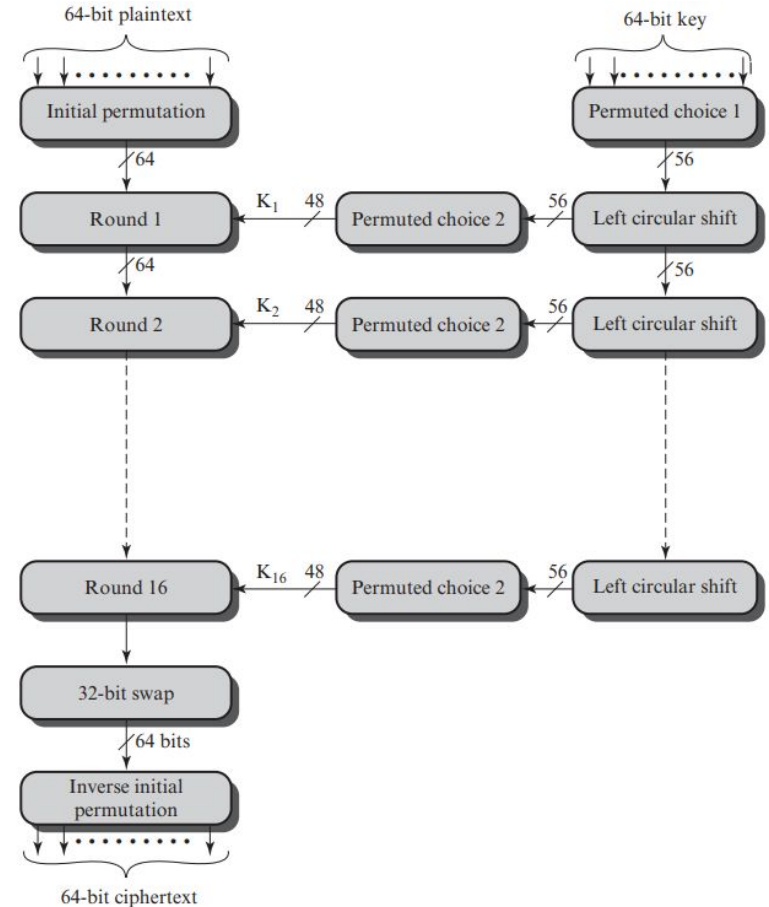 64-bit plaintext
64-bit key
Initial permutation
Permuted choice 1
64
56
Round 1
K1
48
Permuted choice 2
56
Left circular shift
64
56
Round 2
K2
48
Permuted choice 2
56
Left circular shift
Round 16
K16
48
Permuted choice 2
56
Left circular shift
32-bit swap
64 bits
Inverse initial
permutation
64-bit ciphertext